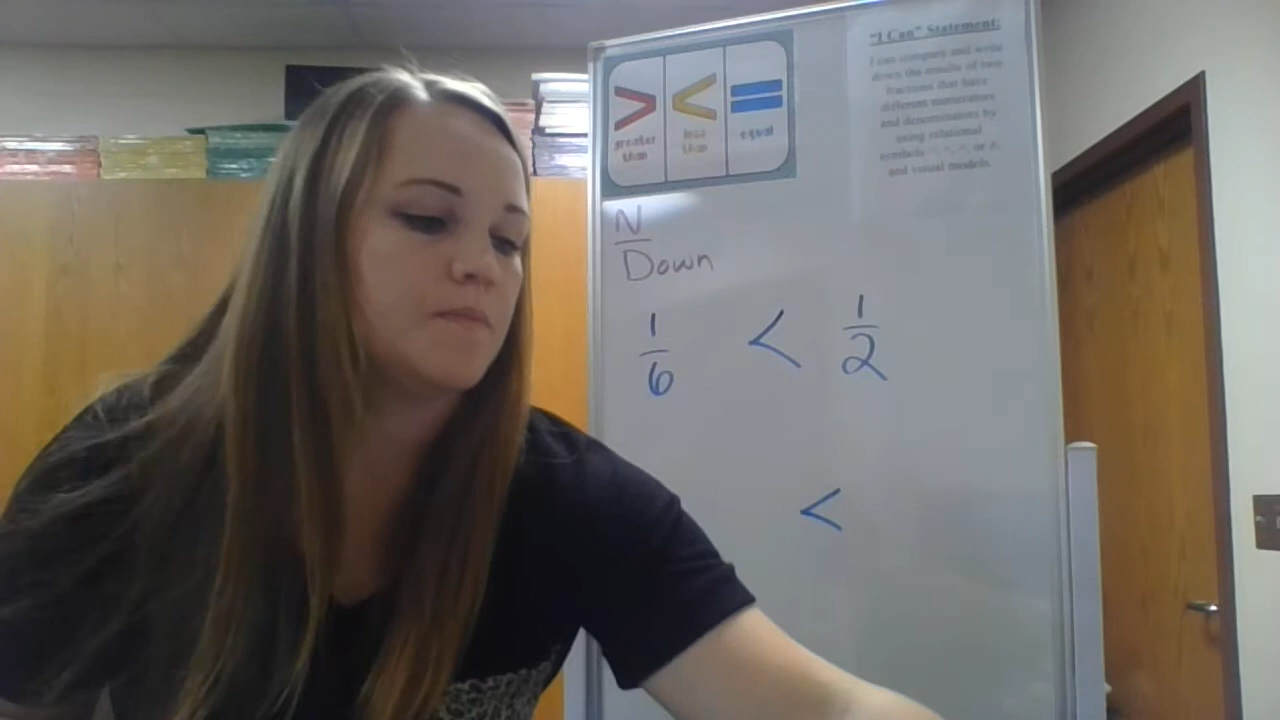 "I Can" Statement:
I can compare and write
down the results of two
fractions that have
different numerators
and denominators by
using relational
symbols
and visual models.
> < =
greater less equal
than than
N
Down
1 1
6 < 2
<